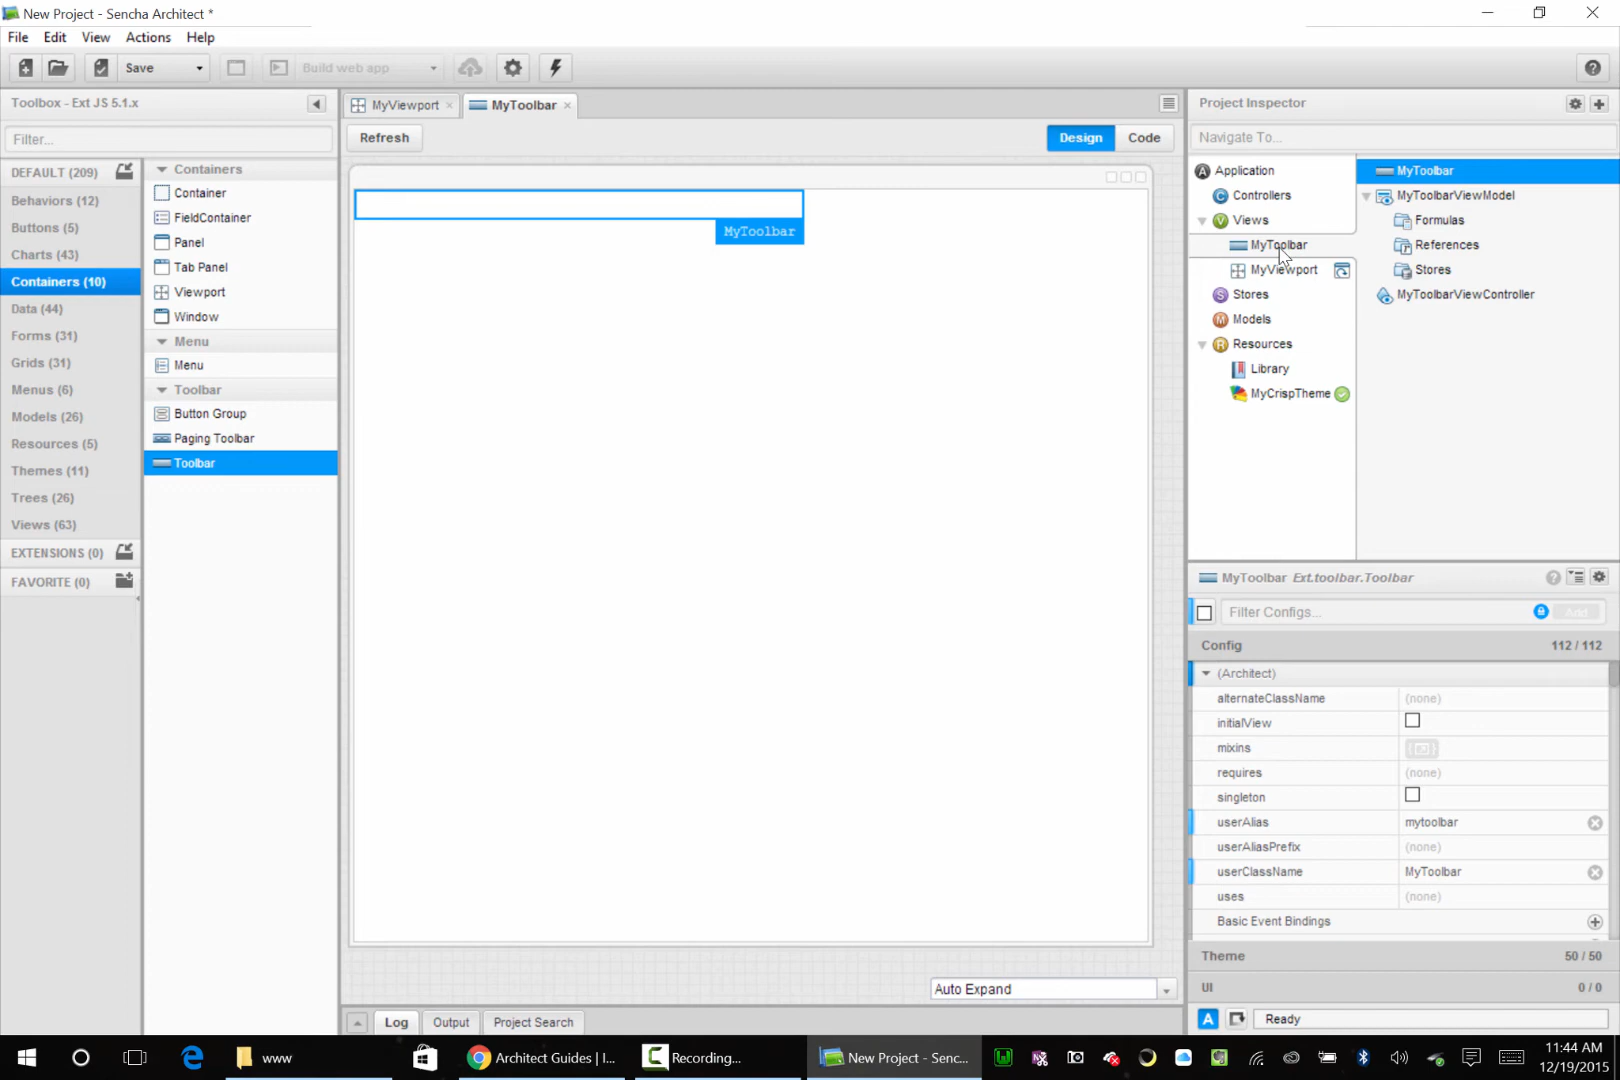 New Project - Sencha Architect *
File Edit View Actions Help
Save
Build web app
Toolbox - Ext JS 5.1.x
Filter...
DEFAULT (209)
Behaviors (12)
Buttons (5)
Charts (43)
Containers (10)
Data (44)
Forms (31)
Grids (31)
Menus (6)
Models (26)
Resources (5)
Themes (11)
Trees (26)
Views (63)
EXTENSIONS (0)
FAVORITE (0)
Containers
Container
FieldContainer
Panel
Tab Panel
Viewport
Window
Menu
Menu
Toolbar
Button Group
Paging Toolbar
Toolbar
MyViewport
MyToolbar
Refresh
Design
Code
MyToolbar
Auto Expand
Log
Output
Project Search
Project Inspector
Navigate To...
Application
Controllers
Views
MyToolbar
MyViewport
Stores
Models
Resources
Library
MyCrispTheme
MyToolbar
MyToolbarViewModel
Formulas
References
Stores
MyToolbarViewController
MyToolbar Ext.toolbar.Toolbar
Filter Configs...
Add
Config 112 / 112
(Architect)
alternateClassName (none)
initialView
mixins
requires (none)
singleton
userAlias mytoolbar
userAliasPrefix (none)
userClassName MyToolbar
uses (none)
Basic Event Bindings
Theme 50 / 50
UI 0 / 0
Ready
www
Architect Guides | I...
Recording...
New Project - Senc...
11:44 AM
12/19/2015